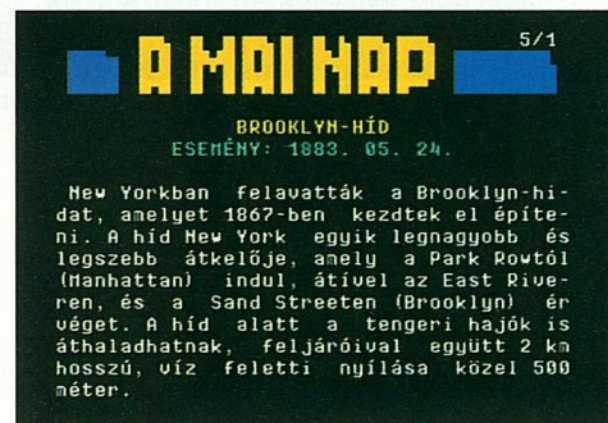 5/1
A MAI NAP
BROOKLYN-HÍD
ESEMÉNY: 1883. 05. 24.
New Yorkban felavatták a Brooklyn-hi-
dat, amelyet 1867-ben kezdtek el építe-
ni. A híd New York egyik legnagyobb és
legszebb átkelője, amely a Park Rowtól
(Manhattan) indul, átível az East Rive-
ren, és a Sand Streeten (Brooklyn) ér
véget. A híd alatt a tengeri hajók is
áthaladhatnak, feljáróival együtt 2 km
hosszú, víz feletti nyílása közel 500
méter.